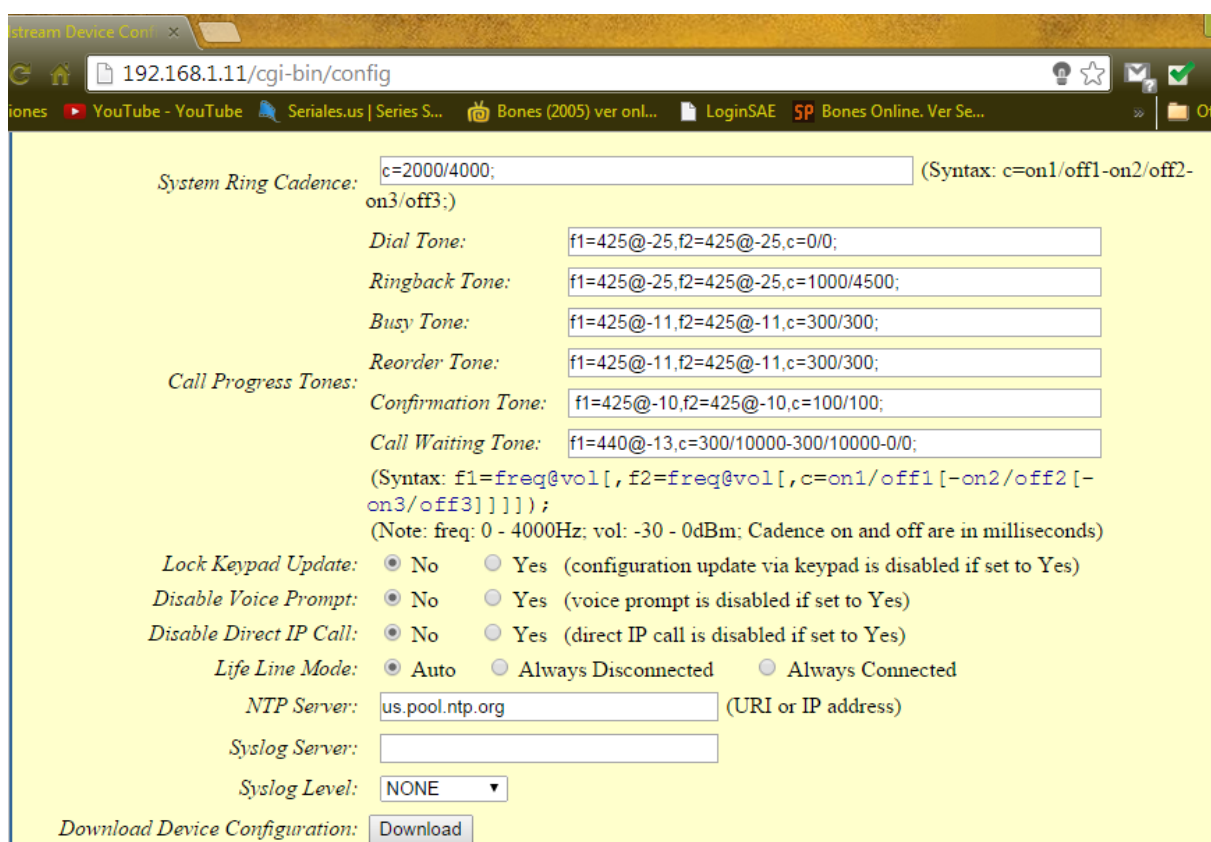 lstream Device Confi ×
192.168.1.11/cgi-bin/config
iones YouTube - YouTube Seriales.us | Series S... Bones (2005) ver onl... LoginSAE SP Bones Online. Ver Se... » Ot
System Ring Cadence: c=2000/4000; (Syntax: c=on1/off1-on2/off2-
on3/off3;)
Dial Tone: f1=425@-25,f2=425@-25,c=0/0;
Ringback Tone: f1=425@-25,f2=425@-25,c=1000/4500;
Busy Tone: f1=425@-11,f2=425@-11,c=300/300;
Reorder Tone: f1=425@-11,f2=425@-11,c=300/300;
Call Progress Tones:
Confirmation Tone: f1=425@-10,f2=425@-10,c=100/100;
Call Waiting Tone: f1=440@-13,c=300/10000-300/10000-0/0;
(Syntax: f1=freq@vol[,f2=freq@vol[,c=on1/off1[-on2/off2[-
on3/off3]]]]);
(Note: freq: 0 - 4000Hz; vol: -30 - 0dBm; Cadence on and off are in milliseconds)
Lock Keypad Update: No Yes (configuration update via keypad is disabled if set to Yes)
Disable Voice Prompt: No Yes (voice prompt is disabled if set to Yes)
Disable Direct IP Call: No Yes (direct IP call is disabled if set to Yes)
Life Line Mode: Auto Always Disconnected Always Connected
NTP Server: us.pool.ntp.org (URI or IP address)
Syslog Server:
Syslog Level: NONE
Download Device Configuration: Download